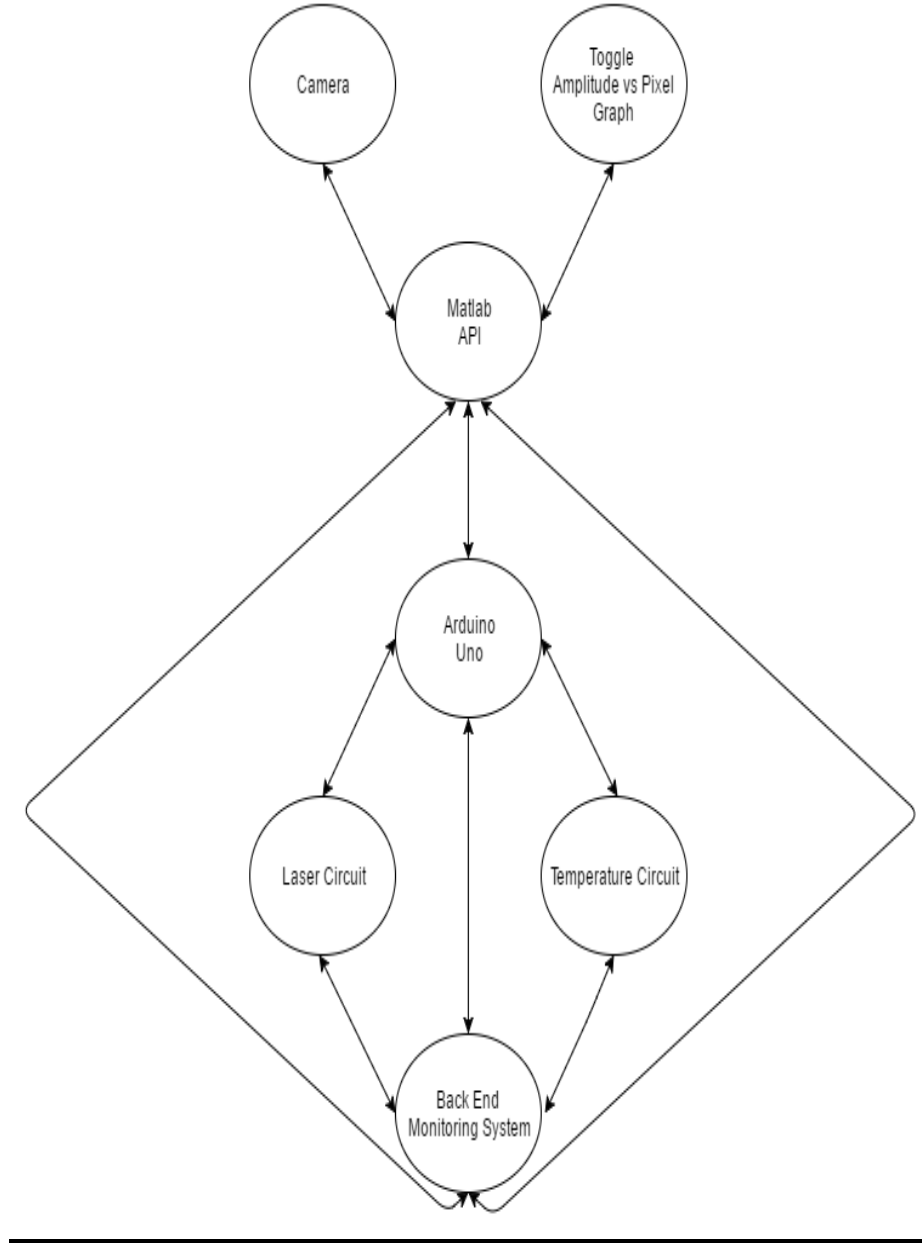 Camera
Toggle
Amplitude vs Pixel
Graph
Matlab
API
Arduino
Uno
Laser Circuit
Temperature Circuit
Back End
Monitoring System